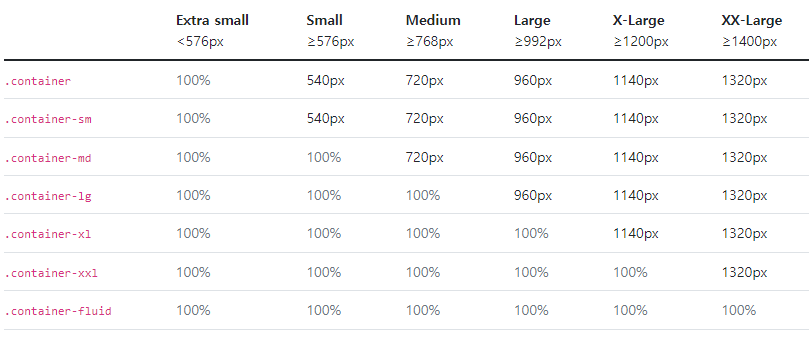 Extra small Small Medium Large X-Large XX-Large
<576px ≥576px ≥768px ≥992px ≥1200px ≥1400px
.container 100% 540px 720px 960px 1140px 1320px
.container-sm 100% 540px 720px 960px 1140px 1320px
.container-md 100% 100% 720px 960px 1140px 1320px
.container-lg 100% 100% 100% 960px 1140px 1320px
.container-xl 100% 100% 100% 100% 1140px 1320px
.container-xxl 100% 100% 100% 100% 100% 1320px
.container-fluid 100% 100% 100% 100% 100% 100%